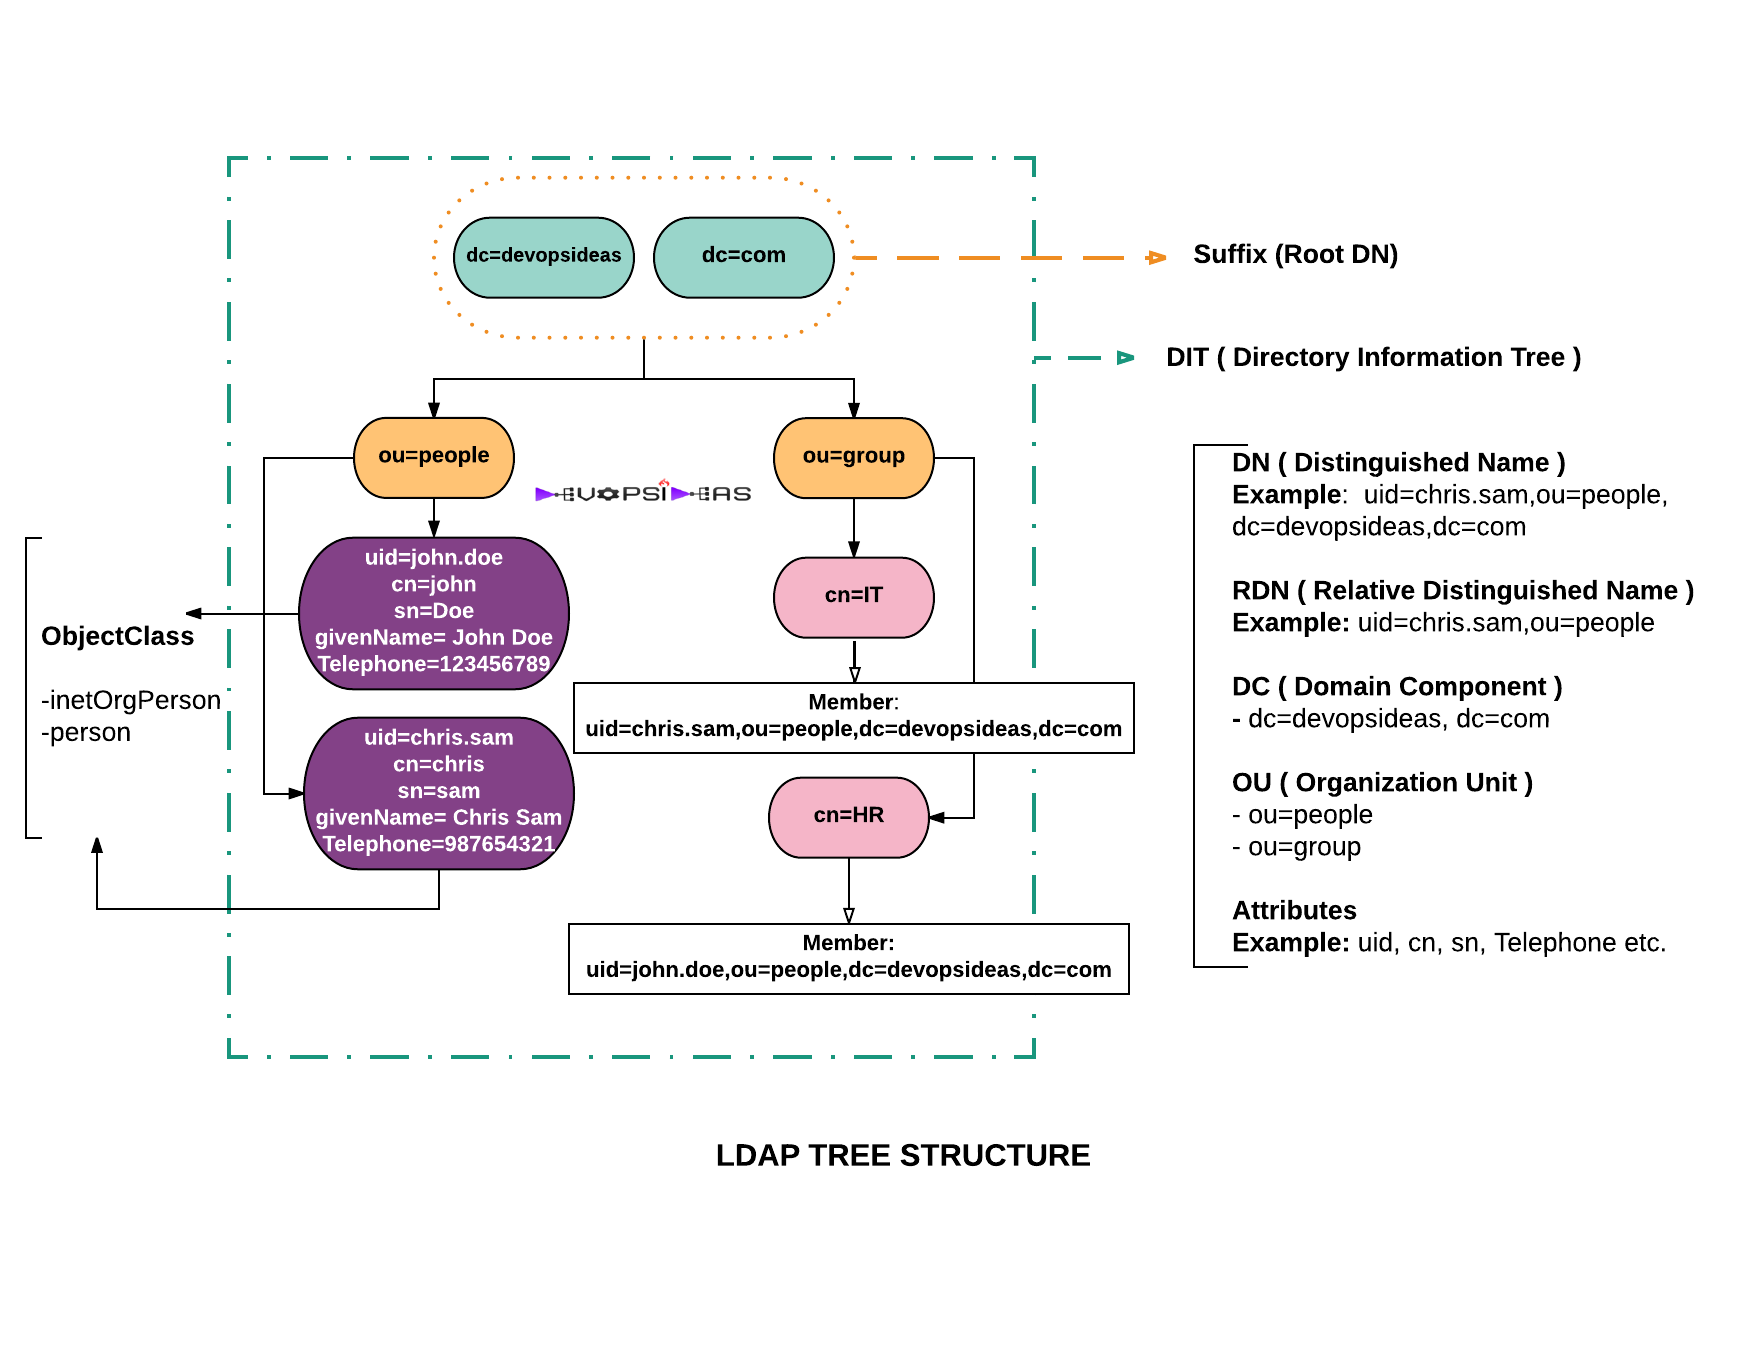 dc=devopsideas
dc=com
Suffix (Root DN)
DIT ( Directory Information Tree )
ou=people
ou=group
DEVOPSIDEAS
uid=john.doe
cn=john
sn=Doe
givenName= John Doe
Telephone=123456789
cn=IT
ObjectClass
-inetOrgPerson
-person
Member:
uid=chris.sam,ou=people,dc=devopsideas,dc=com
uid=chris.sam
cn=chris
sn=sam
givenName= Chris Sam
Telephone=987654321
cn=HR
Member:
uid=john.doe,ou=people,dc=devopsideas,dc=com
DN ( Distinguished Name )
Example:  uid=chris.sam,ou=people,
dc=devopsideas,dc=com
RDN ( Relative Distinguished Name )
Example: uid=chris.sam,ou=people
DC ( Domain Component )
- dc=devopsideas, dc=com
OU ( Organization Unit )
- ou=people
- ou=group
Attributes
Example: uid, cn, sn, Telephone etc.
LDAP TREE STRUCTURE